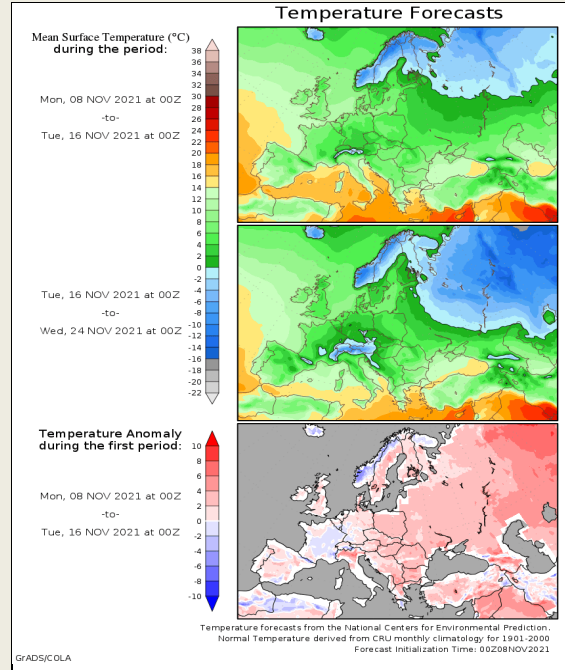 Temperature Forecasts
Mean Surface Temperature (°C)
during the period:
Mon, 08 NOV 2021 at 00Z
-to-
Tue, 16 NOV 2021 at 00Z
38
36
34
32
30
28
26
24
22
20
18
16
14
12
10
8
6
4
2
0
-2
-4
-6
-8
-10
-12
-14
-16
-18
-20
-22
Tue, 16 NOV 2021 at 00Z
-to-
Wed, 24 NOV 2021 at 00Z
Temperature Anomaly
during the first period:
Mon, 08 NOV 2021 at 00Z
-to-
Tue, 16 NOV 2021 at 00Z
10
8
6
4
2
0
-2
-4
-6
-8
-10
Temperature forecasts from the National Centers for Environmental Prediction.
Normal Temperature derived from CRU monthly climatology for 1901-2000
Forecast Initialization Time: 00Z08NOV2021
GrADS/COLA